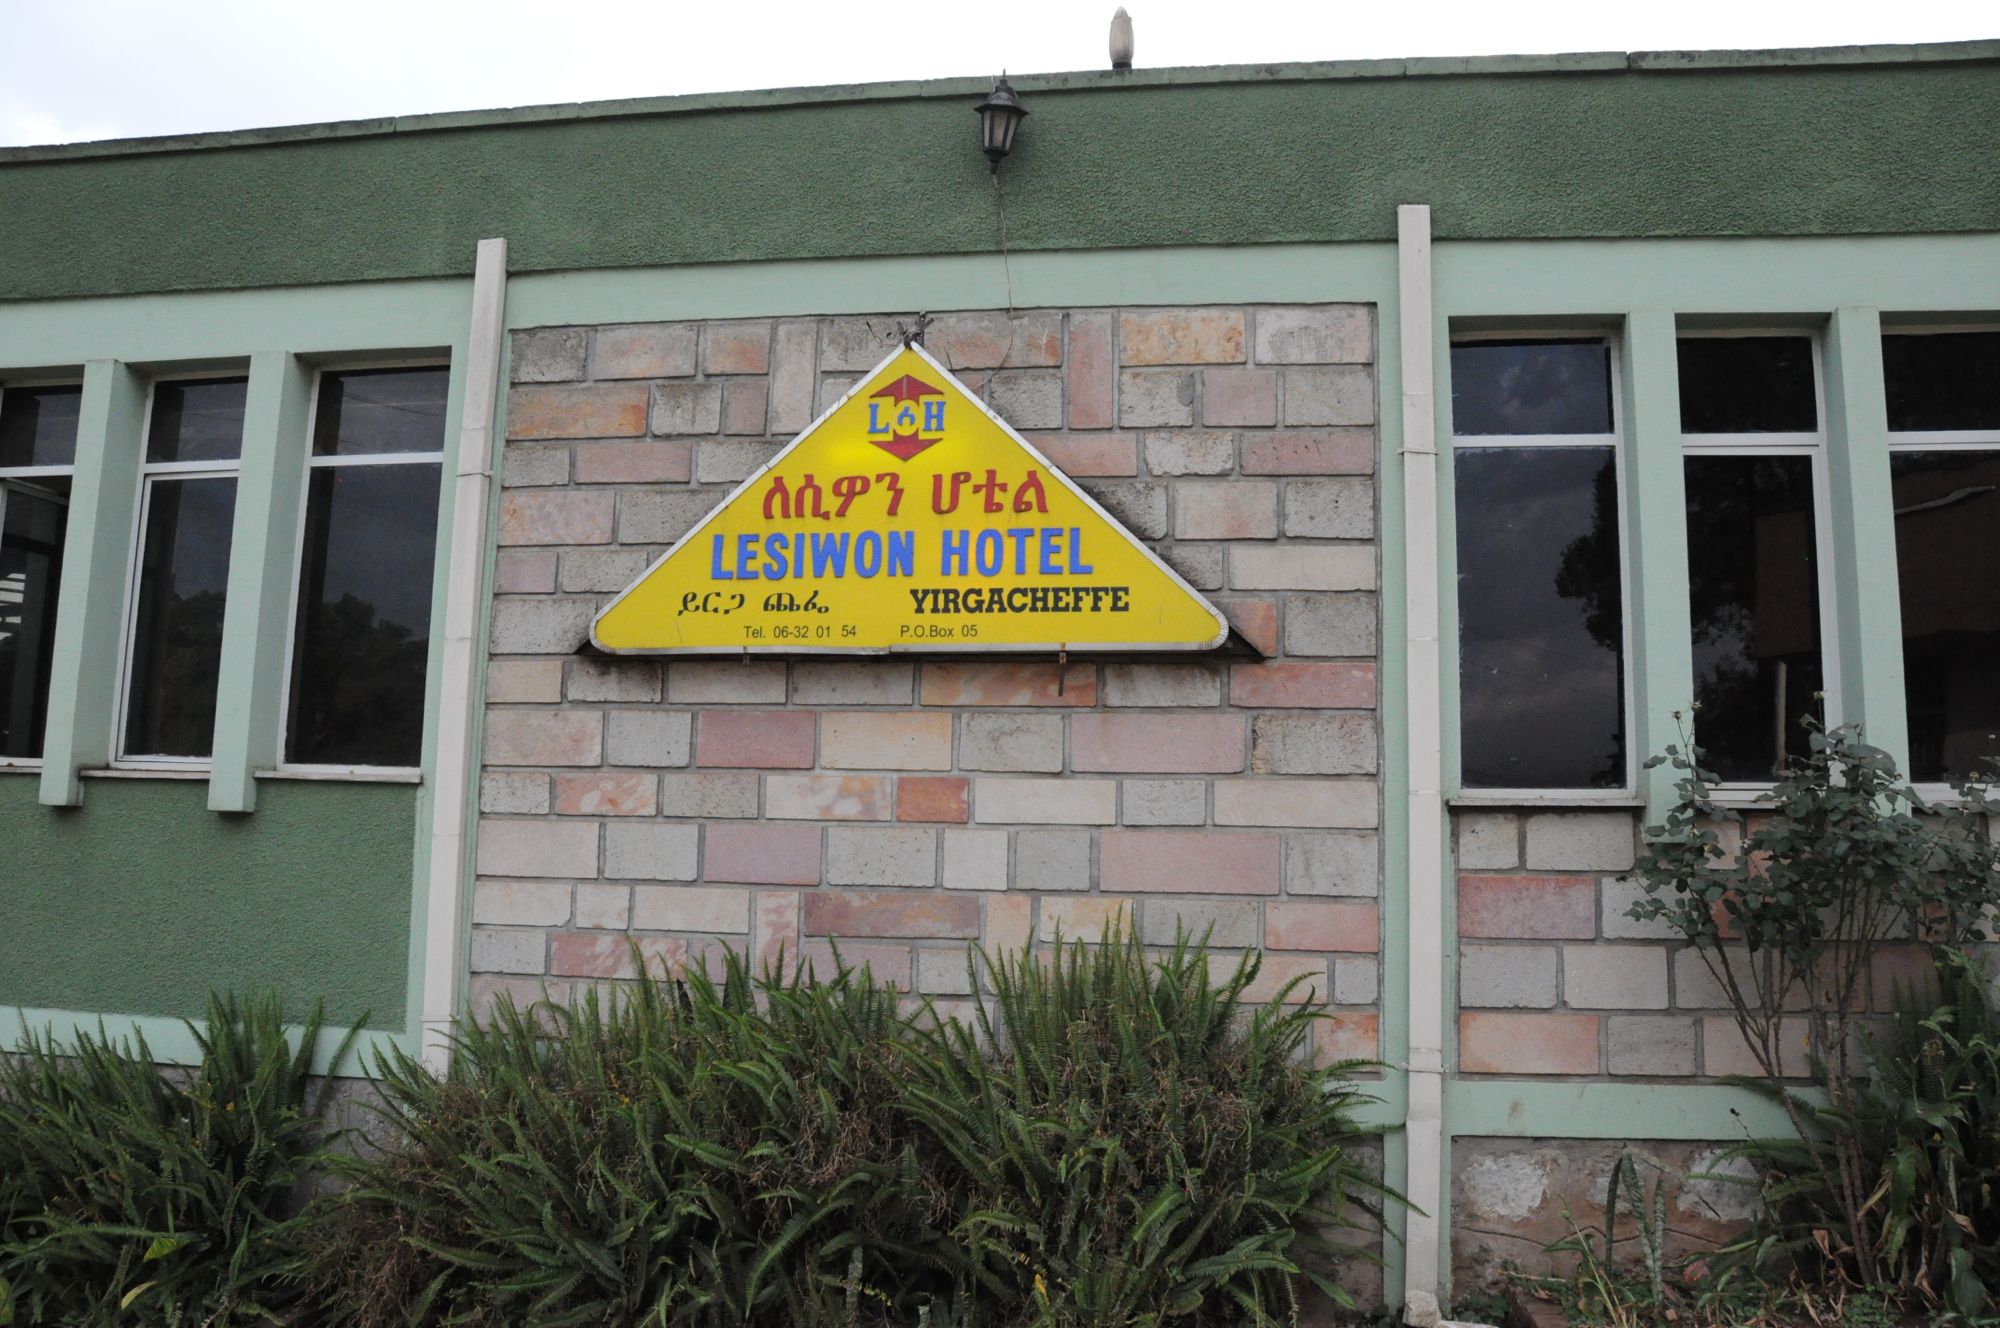 L ሰ H
ለሲዎን ሆቴል
LESIWON HOTEL
ይርጋ ጨፌ YIRGACHEFFE
Tel. 06-32 01 54 P.O.Box 05